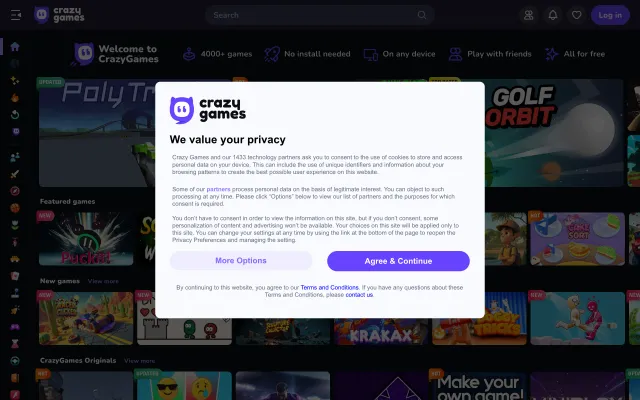 crazy games
Search
Log in
Welcome to
CrazyGames
4000+ games
No install needed
On any device
Play with friends
All for free
UPDATED
HOT
PolyTr
GOLF
ORBIT
crazy
games
We value your privacy
Crazy Games and our 1433 technology partners ask you to consent to the use of cookies to store and access
personal data on your device. This can include the use of unique identifiers and information about your
browsing patterns to create the best possible user experience on this website.
Some of our partners process personal data on the basis of legitimate interest. You can object to such
processing at any time. Please click "Options" below to view our list of partners and the purposes for which
consent is required.
You don't have to consent in order to view the information on this site, but if you don't consent, some
personalization of content and advertising won't be available. Your choices on this site will be applied only to
this site. You can change your settings at any time by using the link at the bottom of the page to reopen the
Privacy Preferences and managing the setting.
More Options
Agree & Continue
By continuing to this website, you agree to our Terms and Conditions. If you have any questions about these
Terms and Conditions, please contact us.
Featured games
NEW
PUCKIT
HOT
CAKE
SORT
New games
View more
NEW
NEW
NEW
NEW
KRAKAX
TRICKS
CrazyGames Originals
View more
HOT
UPDATED
HOT
Make your
own game!